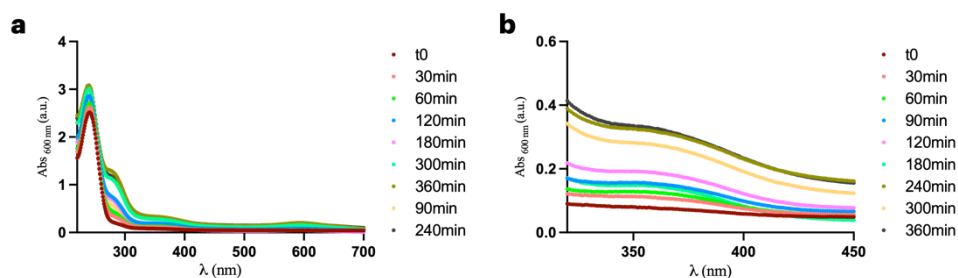 a
4
3
2
1
0
300
400
500
600
700
Abs 600 nm (a.u.)
λ (nm)
t0
30min
60min
120min
180min
300min
360min
90min
240min
b
0.6
0.4
0.2
0.0
350
400
450
Abs 600 nm (a.u.)
λ (nm)
t0
30min
60min
90min
120min
180min
240min
300min
360min